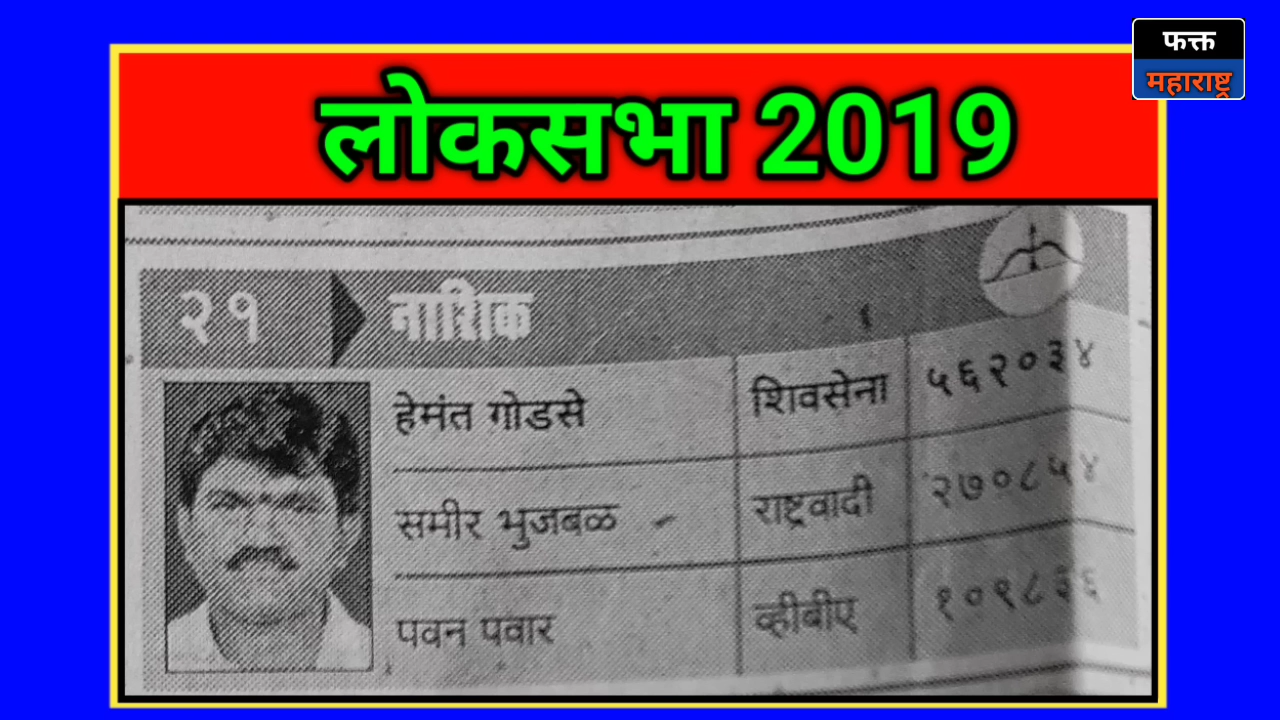 फक्त
महाराष्ट्र
लोकसभा 2019
२१ नाशिक
हेमंत गोडसे शिवसेना ५६२०३४
समीर भुजबळ राष्ट्रवादी २७०८५४
पवन पवार व्हीबीए १०९८३६